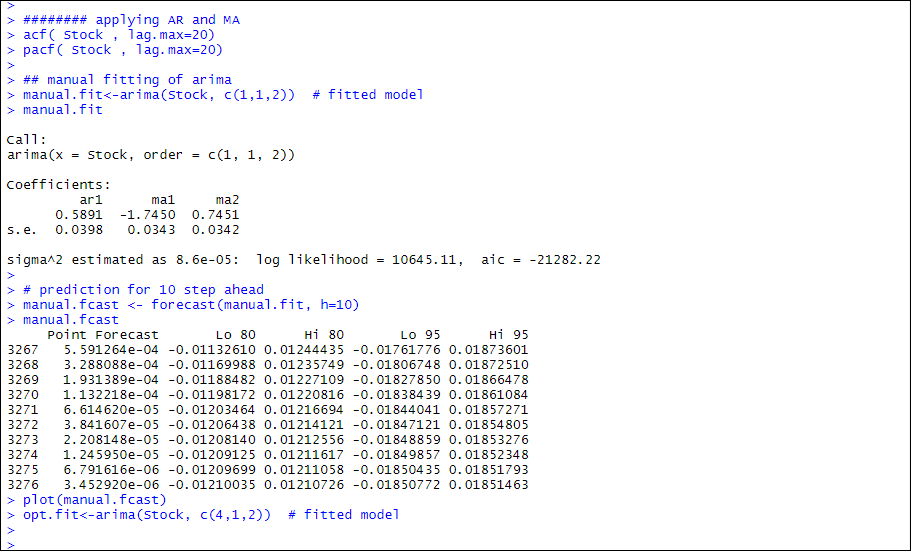 >
> ######## applying AR and MA
> acf( Stock , lag.max=20)
> pacf( Stock , lag.max=20)
>
> ## manual fitting of arima
> manual.fit<-arima(Stock, c(1,1,2))  # fitted model
> manual.fit
Call:
arima(x = Stock, order = c(1, 1, 2))
Coefficients:
         ar1      ma1     ma2
      0.5891  -1.7450  0.7451
s.e.  0.0398   0.0343  0.0342
sigma^2 estimated as 8.6e-05:  log likelihood = 10645.11,  aic = -21282.22
>
> # prediction for 10 step ahead
> manual.fcast <- forecast(manual.fit, h=10)
> manual.fcast
     Point Forecast       Lo 80      Hi 80       Lo 95      Hi 95
3267   5.591264e-04 -0.01132610 0.01244435 -0.01761776 0.01873601
3268   3.288088e-04 -0.01169988 0.01235749 -0.01806748 0.01872510
3269   1.931389e-04 -0.01188482 0.01227109 -0.01827850 0.01866478
3270   1.132218e-04 -0.01198172 0.01220816 -0.01838439 0.01861084
3271   6.614620e-05 -0.01203464 0.01216694 -0.01844041 0.01857271
3272   3.841607e-05 -0.01206438 0.01214121 -0.01847121 0.01854805
3273   2.208148e-05 -0.01208140 0.01212556 -0.01848859 0.01853276
3274   1.245950e-05 -0.01209125 0.01211617 -0.01849857 0.01852348
3275   6.791616e-06 -0.01209699 0.01211058 -0.01850435 0.01851793
3276   3.452920e-06 -0.01210035 0.01210726 -0.01850772 0.01851463
> plot(manual.fcast)
> opt.fit<-arima(Stock, c(4,1,2))  # fitted model
>
>